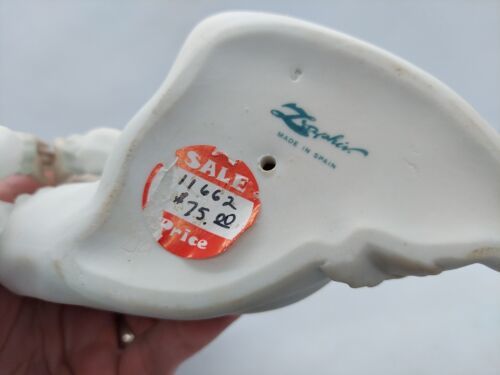 Zaphir
MADE IN SPAIN
SALE
11662
$75.00
Price